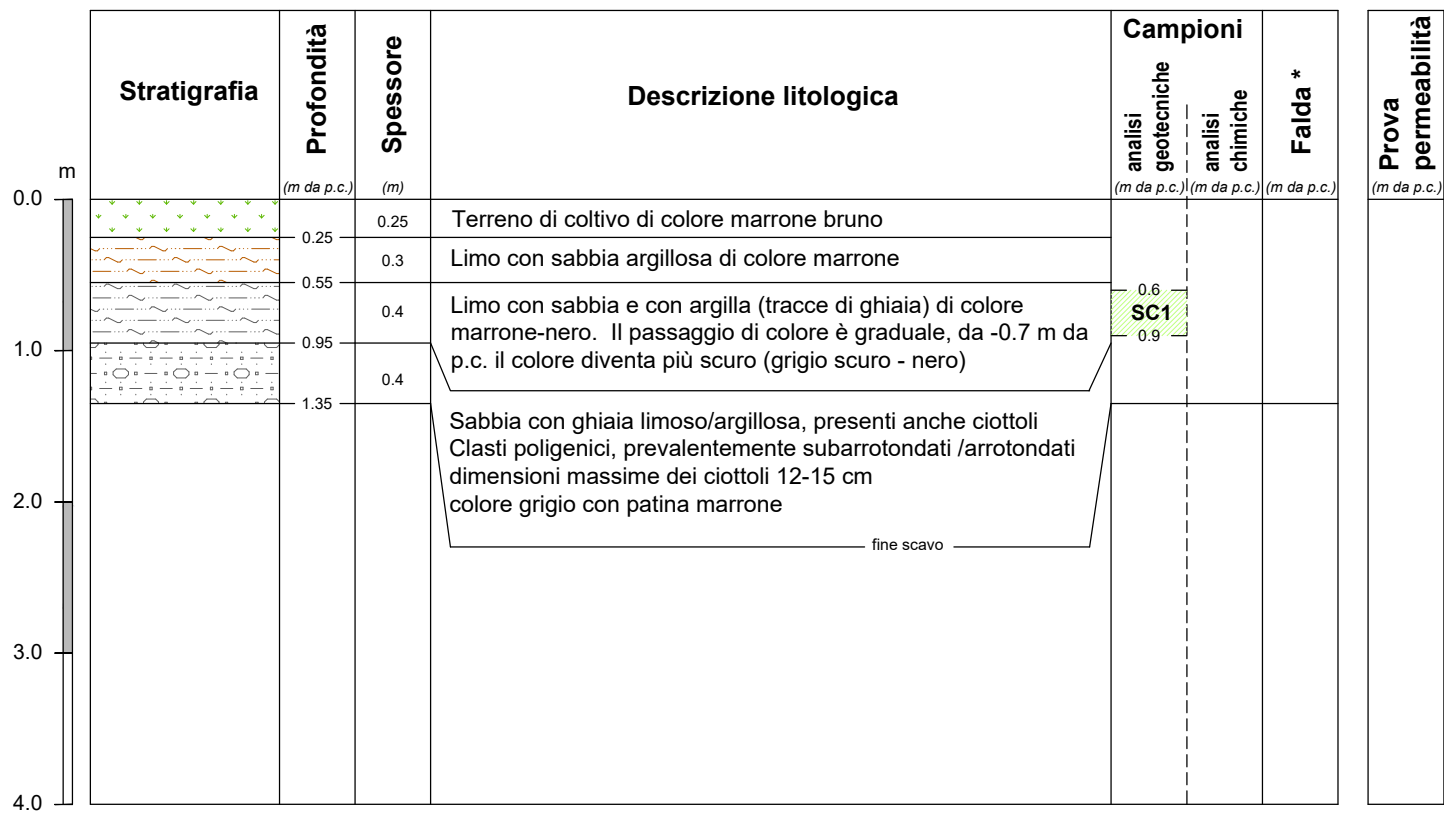 Stratigrafia
Profondità
(m da p.c.)
Spessore
(m)
Descrizione litologica
Campioni
analisi
geotecniche
(m da p.c.)
analisi
chimiche
(m da p.c.)
Falda *
(m da p.c.)
Prova
permeabilità
(m da p.c.)
m
0.0
0.25
Terreno di coltivo di colore marrone bruno
0.25
0.3
Limo con sabbia argillosa di colore marrone
0.55
0.4
Limo con sabbia e con argilla (tracce di ghiaia) di colore
marrone-nero. Il passaggio di colore è graduale, da -0.7 m da
p.c. il colore diventa più scuro (grigio scuro - nero)
0.6
SC1
0.9
0.95
1.0
0.4
1.35
Sabbia con ghiaia limoso/argillosa, presenti anche ciottoli
Clasti poligenici, prevalentemente subarrotondati /arrotondati
dimensioni massime dei ciottoli 12-15 cm
colore grigio con patina marrone
fine scavo
2.0
3.0
4.0